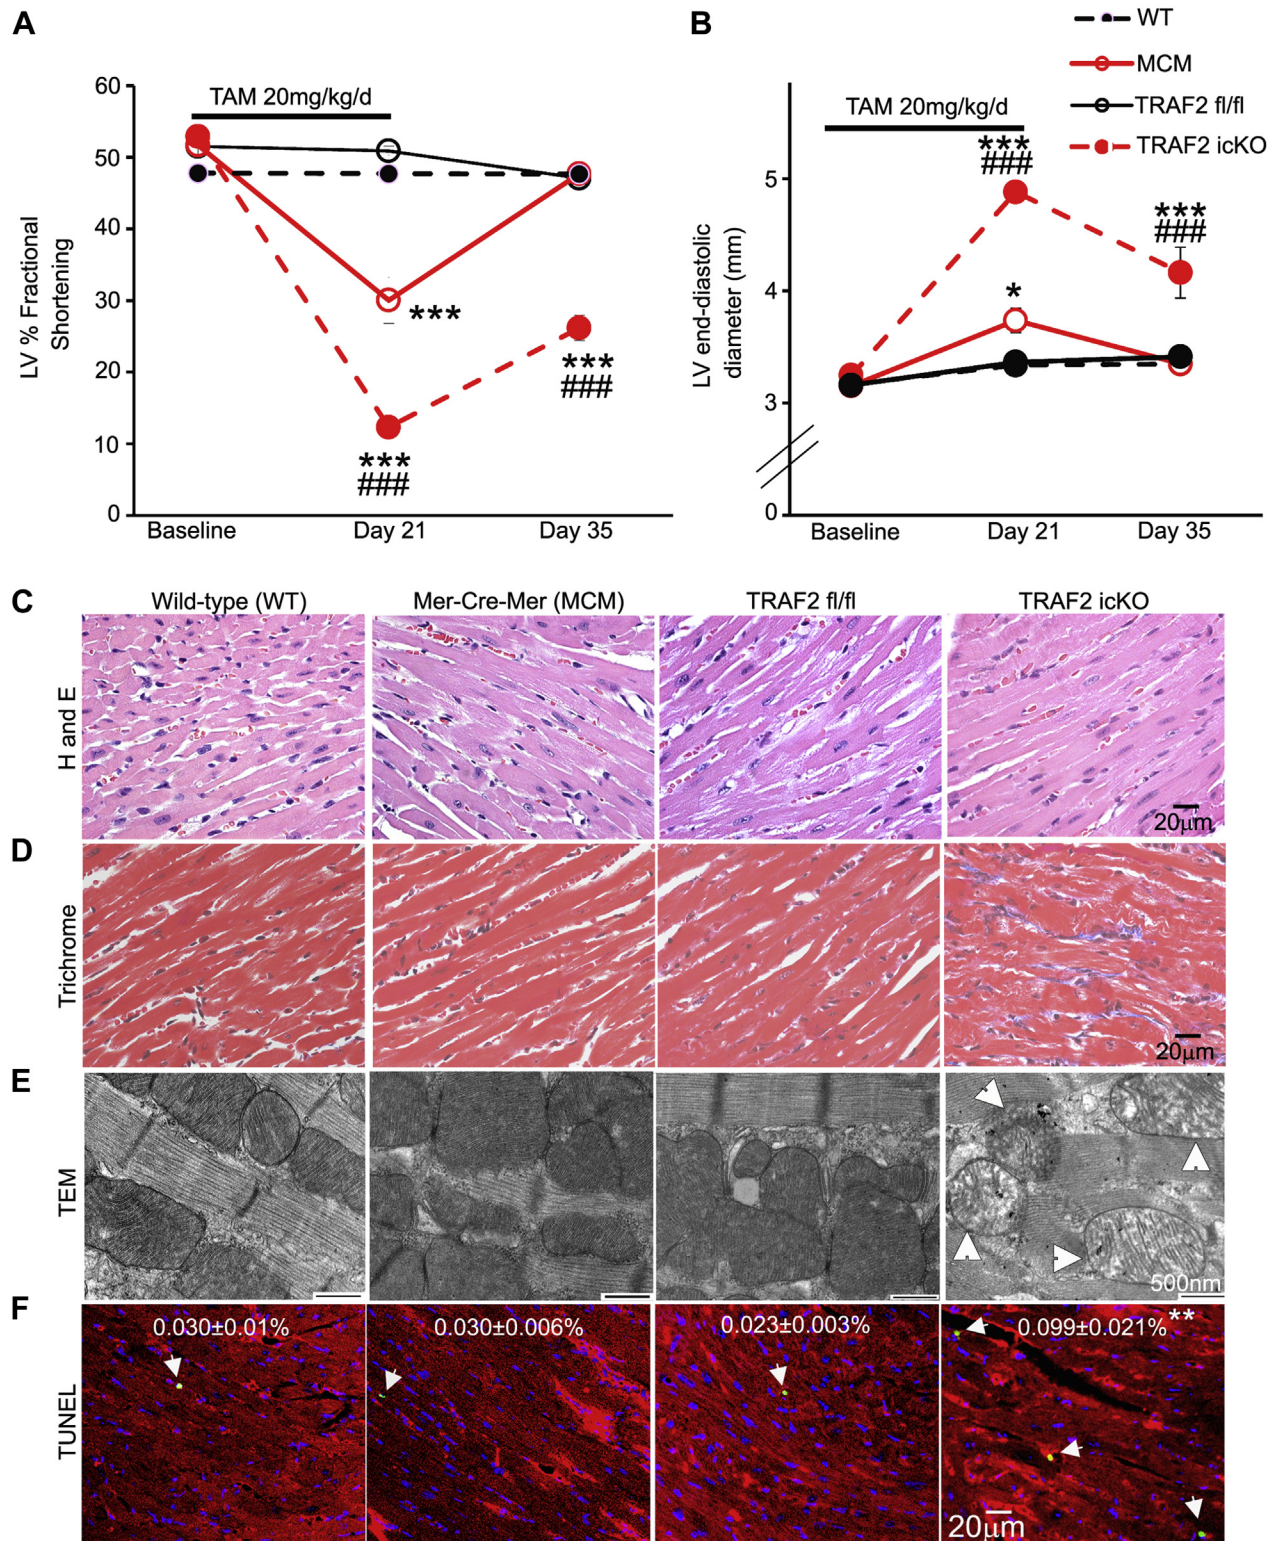 A
B
WT
MCM
TRAF2 fl/fl
TRAF2 icKO
TAM 20mg/kg/d
LV % Fractional
Shortening
60
50
40
30
20
10
0
***
***
###
***
###
Baseline
Day 21
Day 35
TAM 20mg/kg/d
LV end-diastolic
diameter (mm)
5
4
3
0
***
###
*
***
###
Baseline
Day 21
Day 35
C
Wild-type (WT)
Mer-Cre-Mer (MCM)
TRAF2 fl/fl
TRAF2 icKO
H and E
20μm
D
Trichrome
20μm
E
TEM
500nm
F
TUNEL
0.030±0.01%
0.030±0.006%
0.023±0.003%
0.099±0.021% **
20μm